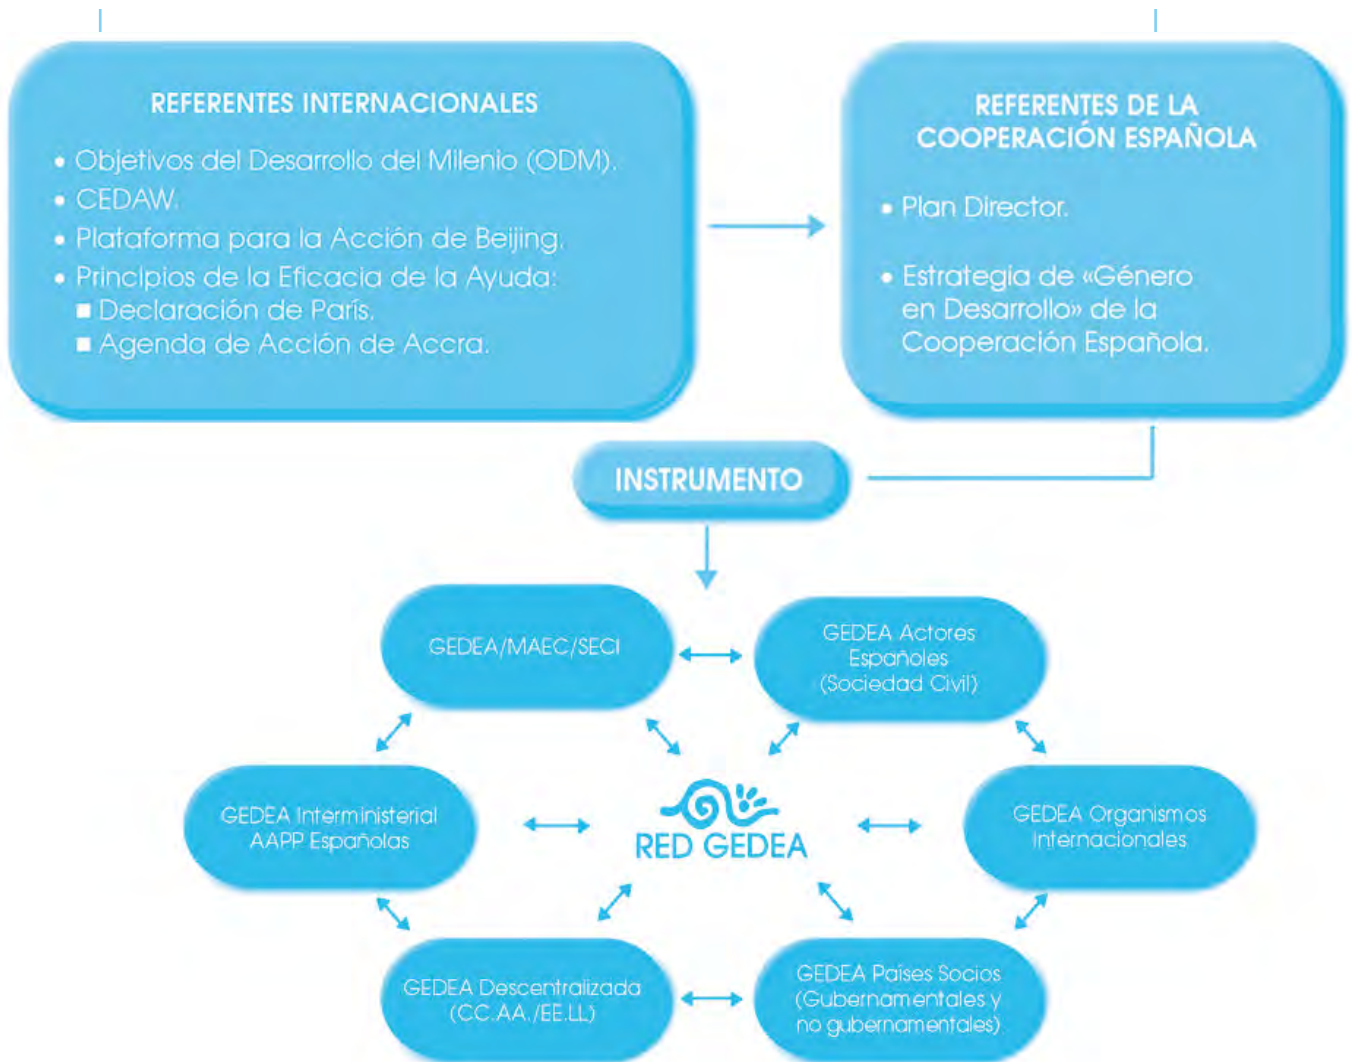 REFERENTES INTERNACIONALES
• Objetivos del Desarrollo del Milenio (ODM).
• CEDAW.
• Plataforma para la Acción de Beijing.
• Principios de la Eficacia de la Ayuda:
■ Declaración de París.
■ Agenda de Acción de Accra.
REFERENTES DE LA
COOPERACIÓN ESPAÑOLA
• Plan Director.
• Estrategia de «Género
en Desarrollo» de la
Cooperación Española.
INSTRUMENTO
GEDEA/MAEC/SECI
GEDEA Actores
Españoles
(Sociedad Civil)
GEDEA Interministerial
AAPP Españolas
RED GEDEA
GEDEA Organismos
Internacionales
GEDEA Descentralizada
(CC.AA./EE.LL)
GEDEA Países Socios
(Gubernamentales y
no gubernamentales)